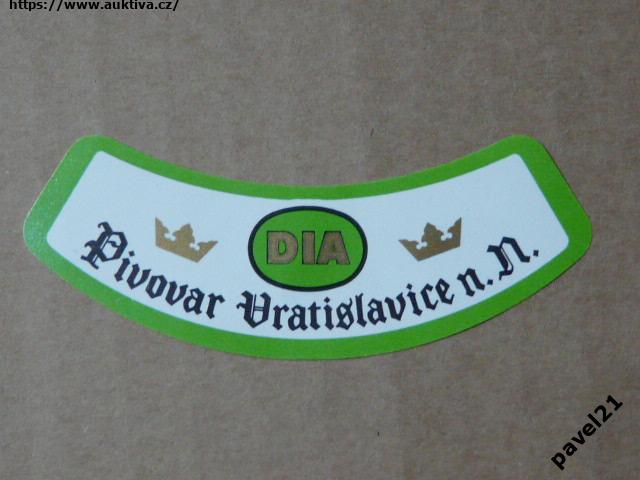 https://www.auktiva.cz/
DIA
Pivovar Vratislavice n. N.
pavel21